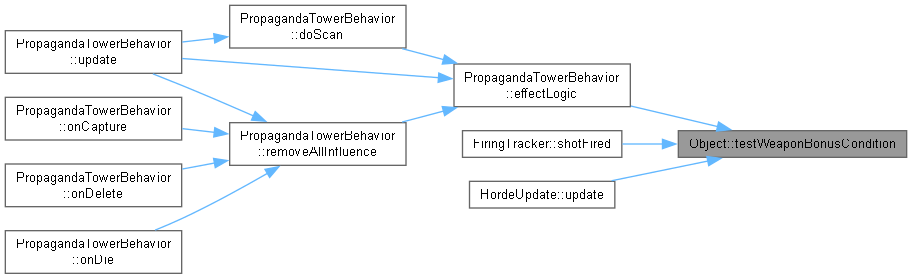 PropagandaTowerBehavior
::doScan
PropagandaTowerBehavior
::update
PropagandaTowerBehavior
::effectLogic
PropagandaTowerBehavior
::onCapture
PropagandaTowerBehavior
::removeAllInfluence
FiringTracker::shotFired
Object::testWeaponBonusCondition
PropagandaTowerBehavior
::onDelete
HordeUpdate::update
PropagandaTowerBehavior
::onDie